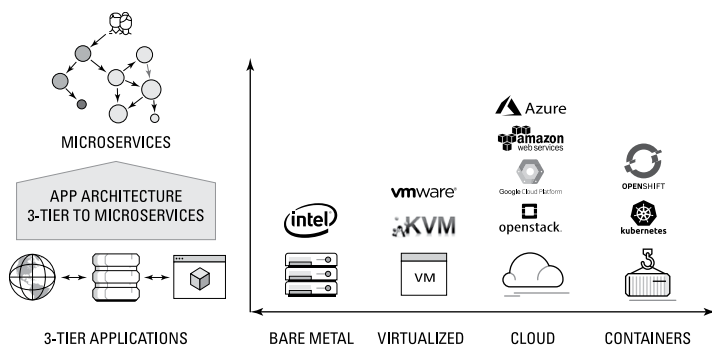 MICROSERVICES
APP ARCHITECTURE
3-TIER TO MICROSERVICES
3-TIER APPLICATIONS
intel
BARE METAL
vmware®
KVM
VM
VIRTUALIZED
Azure
amazon
web services
Google Cloud Platform
openstack.
CLOUD
OPENSHIFT
kubernetes
CONTAINERS